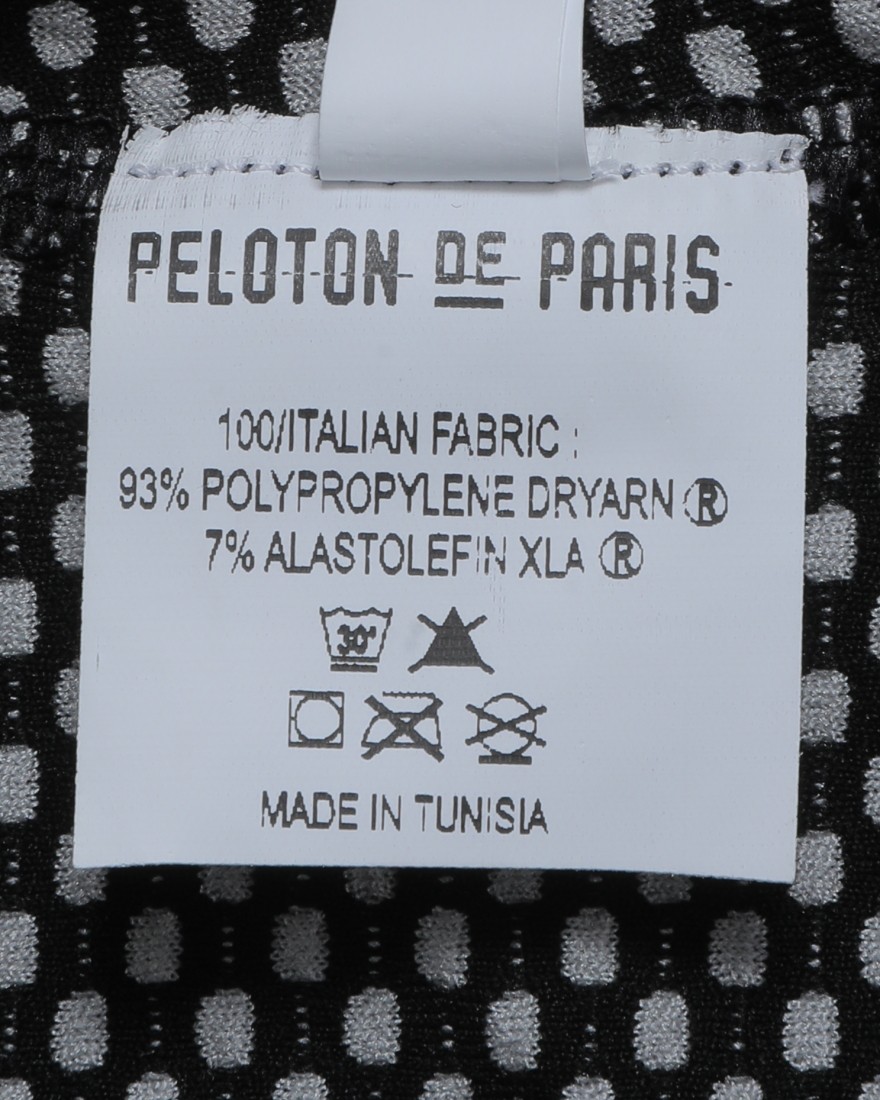 PELOTON DE PARIS
100/ITALIAN FABRIC :
93% POLYPROPYLENE DRYARN ®
7% ALASTOLEFIN XLA ®
30°
MADE IN TUNISIA